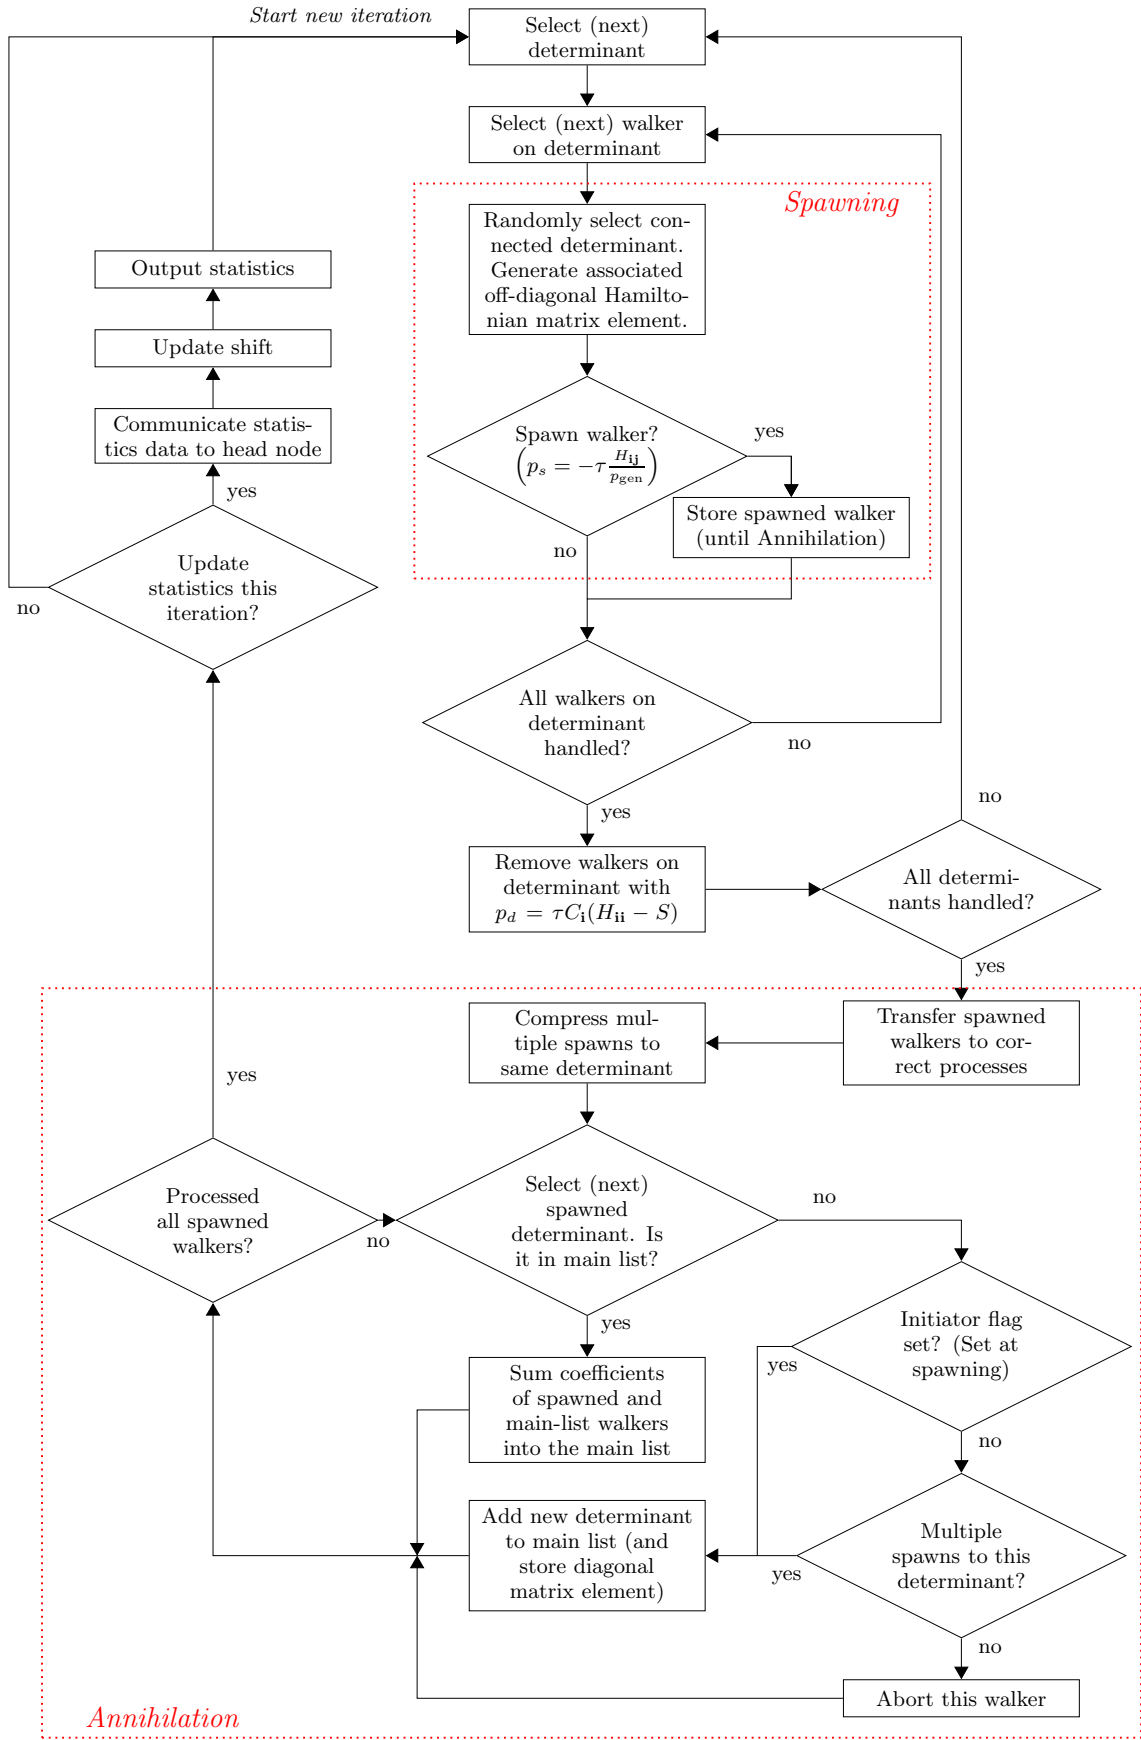 Start new iteration
Select (next)
determinant
Select (next) walker
on determinant
Spawning
Randomly select con-
nected determinant.
Generate associated
off-diagonal Hamilto-
nian matrix element.
Output statistics
Update shift
Communicate statis-
tics data to head node
yes
Update
statistics this
iteration?
no
Spawn walker?
(p_s = −τ H_ij / p_gen)
yes
Store spawned walker
(until Annihilation)
no
All walkers on
determinant
handled?
no
yes
Remove walkers on
determinant with
p_d = τC_i(H_ii − S)
no
All determi-
nants handled?
yes
Transfer spawned
walkers to cor-
rect processes
Compress mul-
tiple spawns to
same determinant
yes
Processed
all spawned
walkers?
no
Select (next)
spawned
determinant. Is
it in main list?
no
yes
Initiator flag
set? (Set at
spawning)
yes
no
Sum coefficients
of spawned and
main-list walkers
into the main list
Add new determinant
to main list (and
store diagonal
matrix element)
Multiple
spawns to this
determinant?
yes
no
Abort this walker
Annihilation